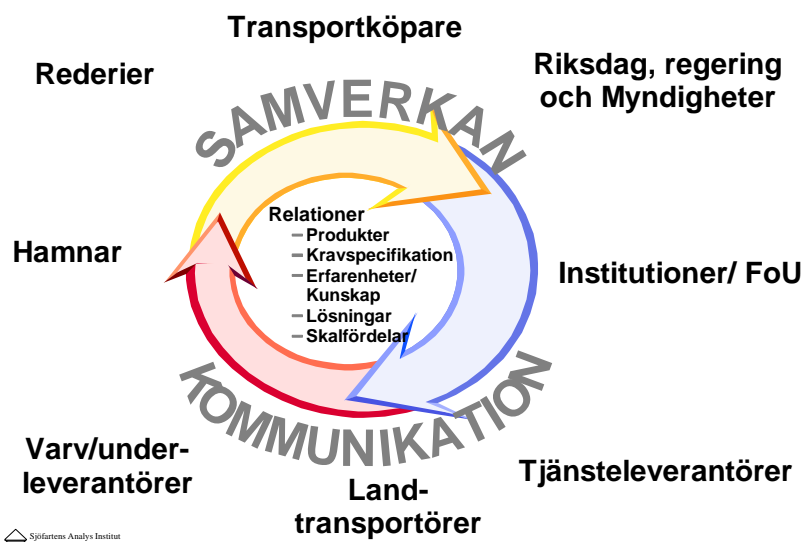 Transportköpare
Rederier
Riksdag, regering
och Myndigheter
SAMVERKAN
Relationer
– Produkter
– Kravspecifikation
– Erfarenheter/
Kunskap
– Lösningar
– Skalfördelar
Hamnar
Institutioner/ FoU
KOMMUNIKATION
Varv/under-
leverantörer
Land-
transportörer
Tjänsteleverantörer
Sjöfartens Analys Institut